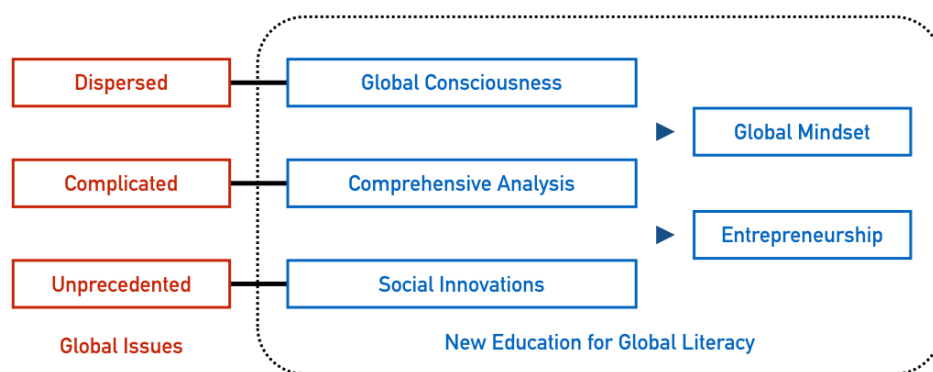 Dispersed
Global Consciousness
Global Mindset
Complicated
Comprehensive Analysis
Entrepreneurship
Unprecedented
Social Innovations
Global Issues
New Education for Global Literacy